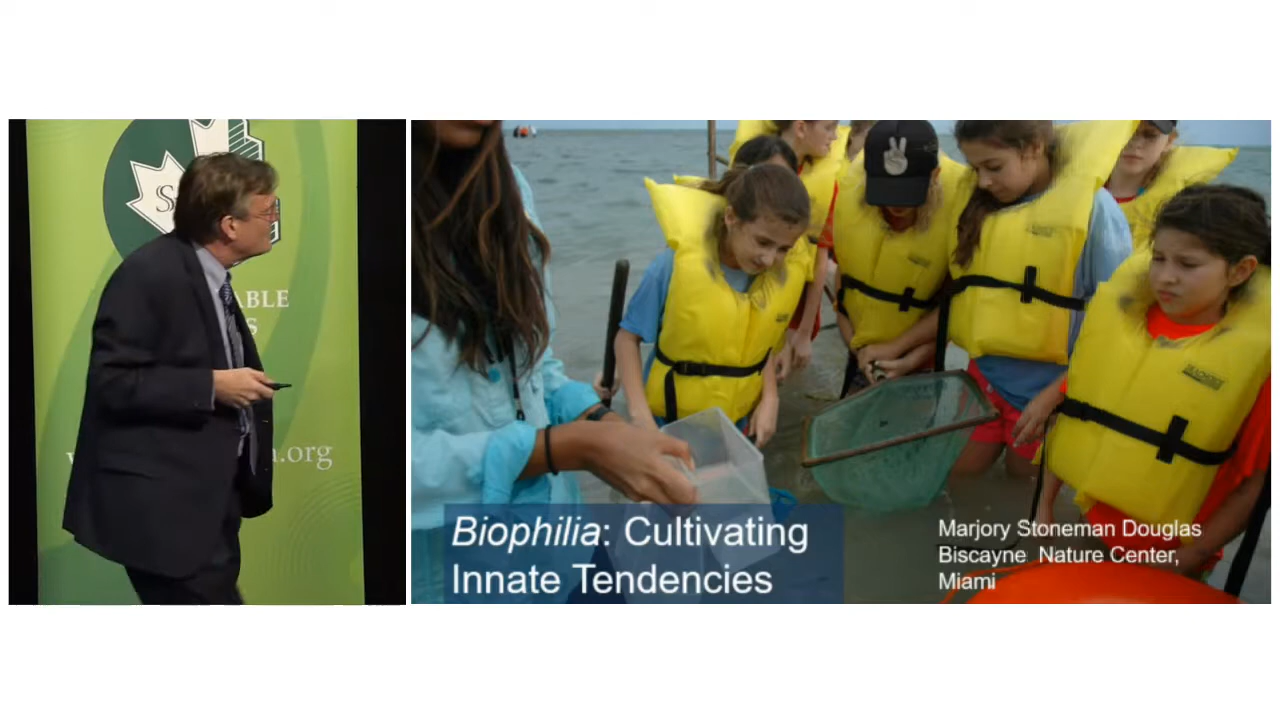 ABLE
S
.org
Biophilia: Cultivating
Innate Tendencies
Marjory Stoneman Douglas
Biscayne Nature Center,
Miami